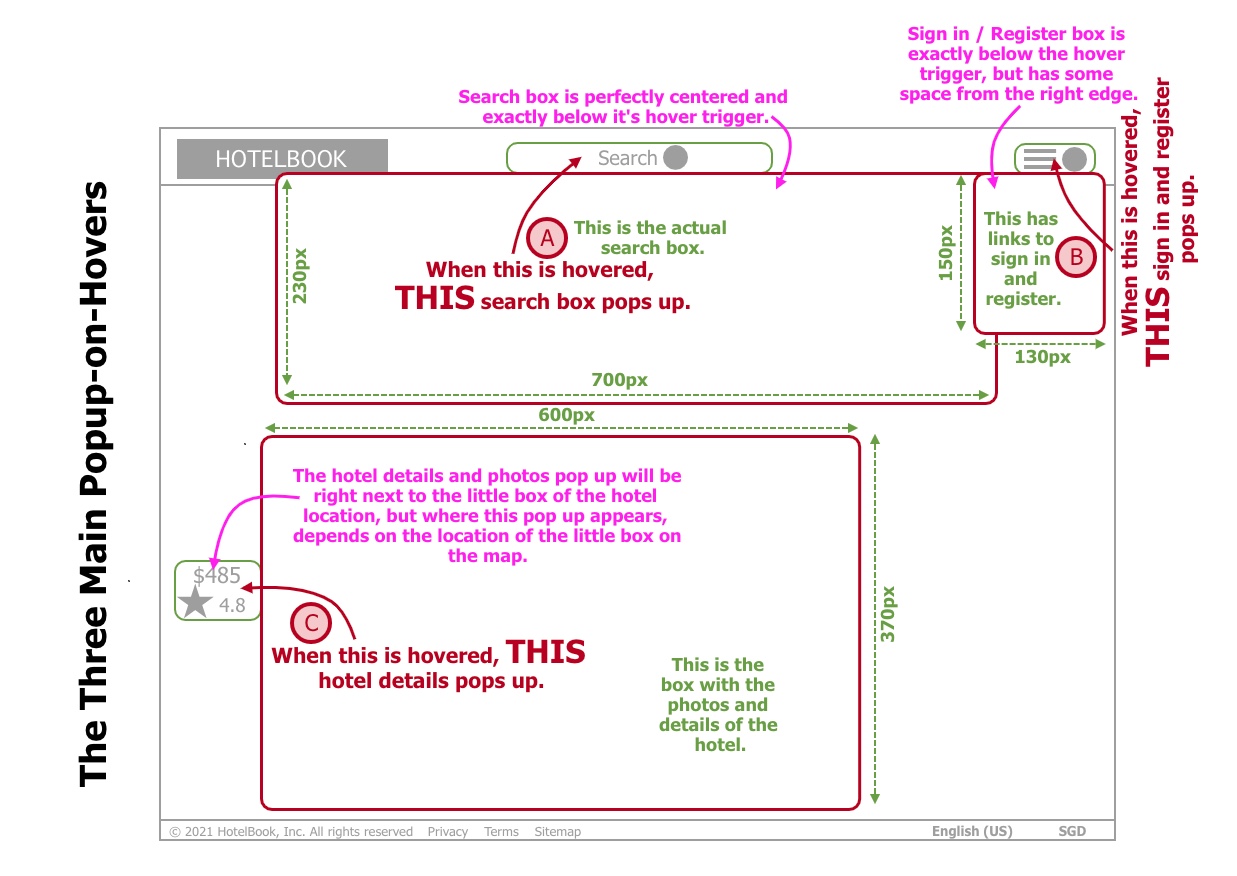 The Three Main Popup-on-Hovers
Sign in / Register box is
exactly below the hover
trigger, but has some
space from the right edge.
Search box is perfectly centered and
exactly below it's hover trigger.
HOTELBOOK
Search
When this is hovered,
THIS sign in and register
pops up.
230px
A
This is the actual
search box.
When this is hovered,
THIS search box pops up.
700px
150px
This has
links to
sign in
and
register.
B
130px
600px
The hotel details and photos pop up will be
right next to the little box of the hotel
location, but where this pop up appears,
depends on the location of the little box on
the map.
$485
4.8
C
When this is hovered, THIS
hotel details pops up.
370px
This is the
box with the
photos and
details of the
hotel.
© 2021 HotelBook, Inc. All rights reserved Privacy Terms Sitemap English (US) SGD